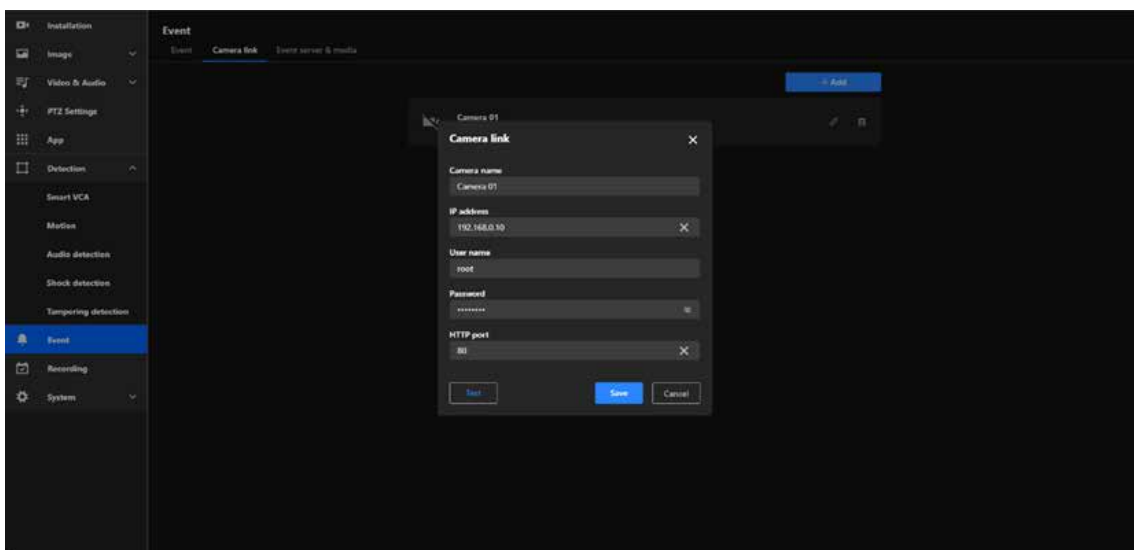 Installation
Image
Video & Audio
PTZ Settings
App
Detection
Smart VCA
Motion
Audio detection
Shock detection
Tampering detection
Event
Recording
System
Event
Event Camera link Event server & media
+ Add
Camera 01
Camera link
Camera name
Camera 01
IP address
192.168.0.10
User name
root
Password
••••••••
HTTP port
80
Test Save Cancel